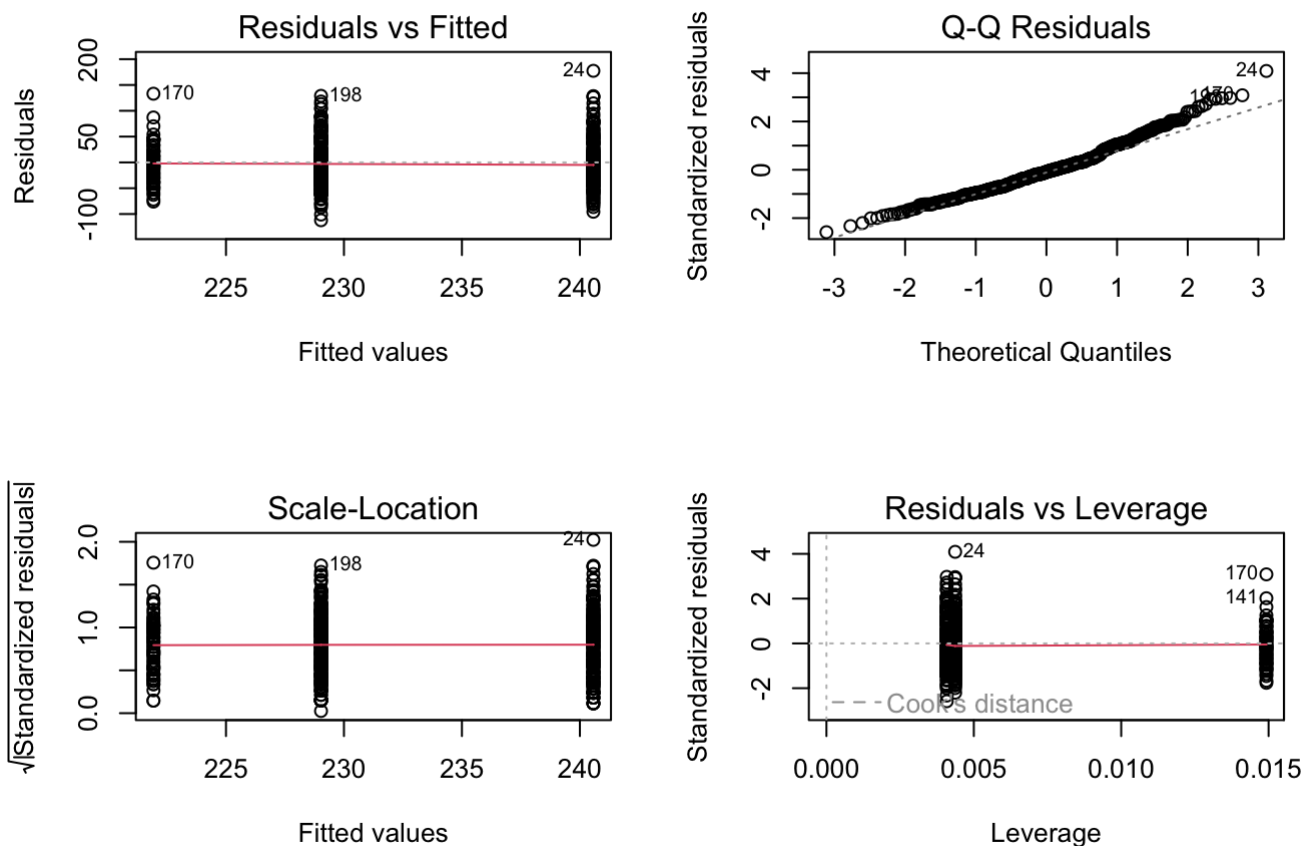 Residuals vs Fitted
Residuals
200
50
-100
170
198
24
225 230 235 240
Fitted values
Q-Q Residuals
Standardized residuals
4
2
0
-2
24
-3 -2 -1 0 1 2 3
Theoretical Quantiles
Scale-Location
√|Standardized residuals|
2.0
1.0
0.0
170
198
24
225 230 235 240
Fitted values
Residuals vs Leverage
Standardized residuals
4
2
0
-2
24
170
141
Cook's distance
0.000 0.005 0.010 0.015
Leverage